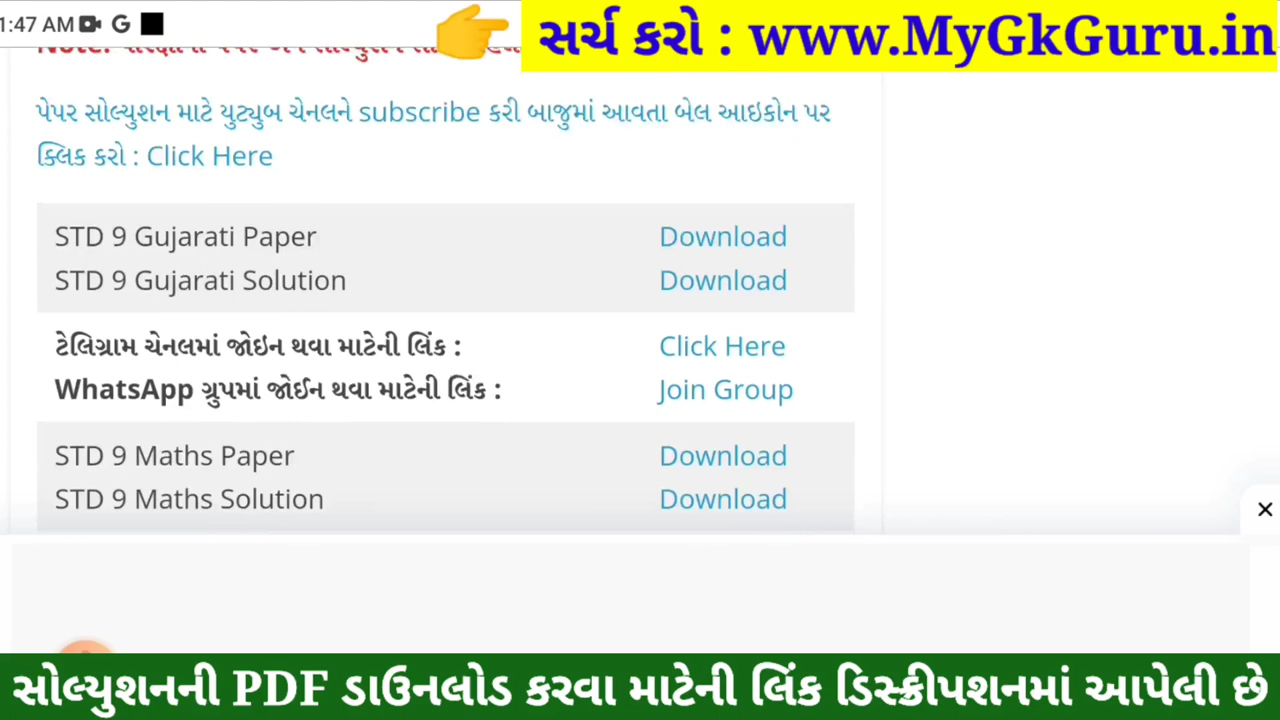 1:47 AM
સર્ચ કરો : www.MyGkGuru.in
Note:
પેપર સોલ્યુશન માટે યુટ્યુબ ચેનલને subscribe કરી બાજુમાં આવતા બેલ આઇકોન પર
ક્લિક કરો : Click Here
STD 9 Gujarati Paper Download
STD 9 Gujarati Solution Download
ટેલિગ્રામ ચેનલમાં જોઇન થવા માટેની લિંક : Click Here
WhatsApp ગ્રુપમાં જોઈન થવા માટેની લિંક : Join Group
STD 9 Maths Paper Download
STD 9 Maths Solution Download
સોલ્યુશનની PDF ડાઉનલોડ કરવા માટેની લિંક ડિસ્ક્રીપશનમાં આપેલી છે